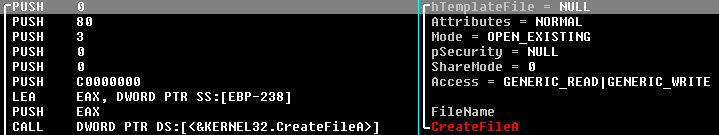 PUSH 0 hTemplateFile = NULL
PUSH 80 Attributes = NORMAL
PUSH 3 Mode = OPEN_EXISTING
PUSH 0 pSecurity = NULL
PUSH 0 ShareMode = 0
PUSH C0000000 Access = GENERIC_READ|GENERIC_WRITE
LEA EAX, DWORD PTR SS:[EBP-238]
PUSH EAX FileName
CALL DWORD PTR DS:[<&KERNEL32.CreateFileA>] CreateFileA